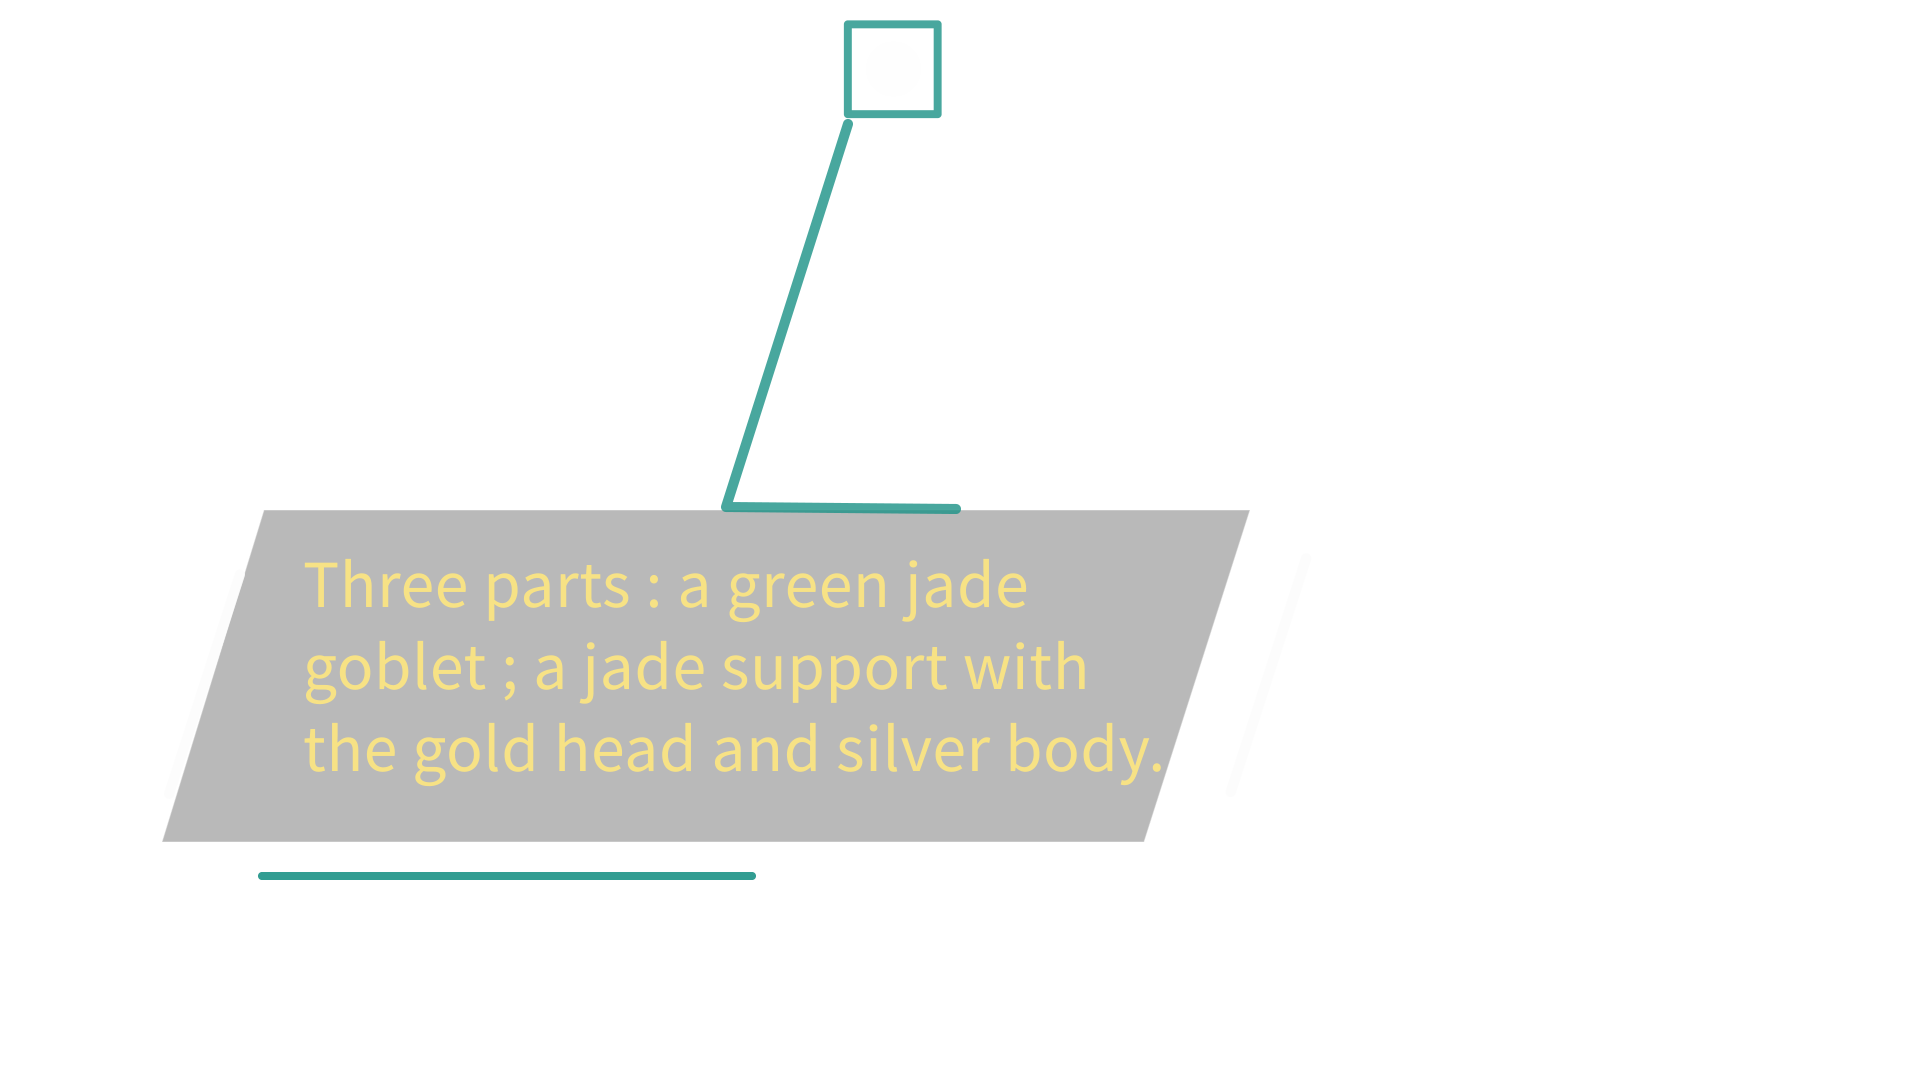 Three parts : a green jade
goblet ; a jade support with
the gold head and silver body.